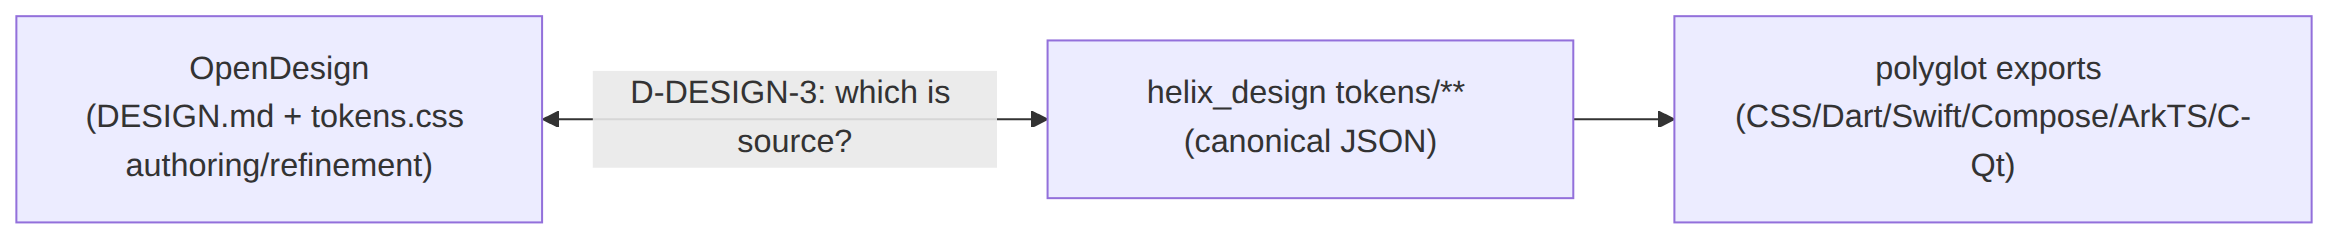 OpenDesign
(DESIGN.md + tokens.css
authoring/refinement)
D-DESIGN-3: which is
source?
helix_design tokens/**
(canonical JSON)
polyglot exports
(CSS/Dart/Swift/Compose/ArkTS/C-
Qt)